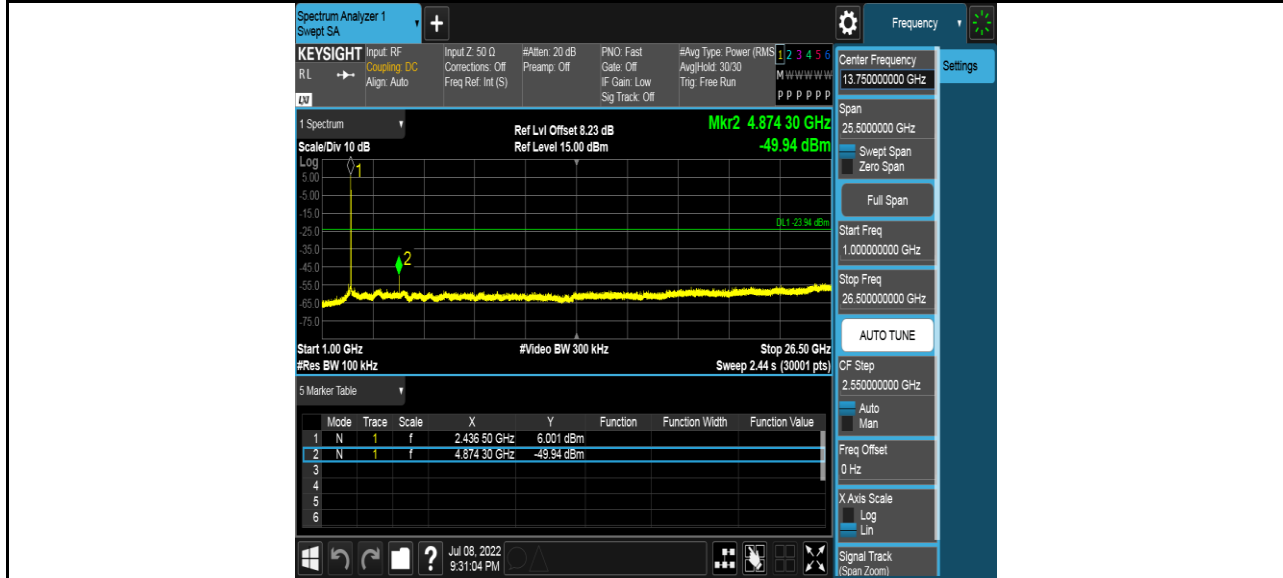 Spectrum Analyzer 1
Swept SA
Frequency
KEYSIGHT
RL
LXI
Input: RF
Coupling: DC
Align: Auto
Input Z: 50 Ω
Corrections: Off
Freq Ref: Int (S)
#Atten: 20 dB
Preamp: Off
PNO: Fast
Gate: Off
IF Gain: Low
Sig Track: Off
#Avg Type: Power (RMS
Avg|Hold: 30/30
Trig: Free Run
1 2 3 4 5 6
M W W W W W
P P P P P P
1 Spectrum
Scale/Div 10 dB
Ref Lvl Offset 8.23 dB
Ref Level 15.00 dBm
Mkr2 4.874 30 GHz
-49.94 dBm
Log
5.00
-5.00
-15.0
-25.0
-35.0
-45.0
-55.0
-65.0
-75.0
1
2
DL1 -23.94 dBm
Start 1.00 GHz
#Video BW 300 kHz
Stop 26.50 GHz
#Res BW 100 kHz
Sweep 2.44 s (30001 pts)
5 Marker Table
Mode Trace Scale X Y Function Function Width Function Value
1 N 1 f 2.436 50 GHz 6.001 dBm
2 N 1 f 4.874 30 GHz -49.94 dBm
3
4
5
6
Jul 08, 2022
9:31:04 PM
?
Center Frequency
13.750000000 GHz
Settings
Span
25.5000000 GHz
Swept Span
Zero Span
Full Span
Start Freq
1.000000000 GHz
Stop Freq
26.500000000 GHz
AUTO TUNE
CF Step
2.550000000 GHz
Auto
Man
Freq Offset
0 Hz
X Axis Scale
Log
Lin
Signal Track
(Span Zoom)